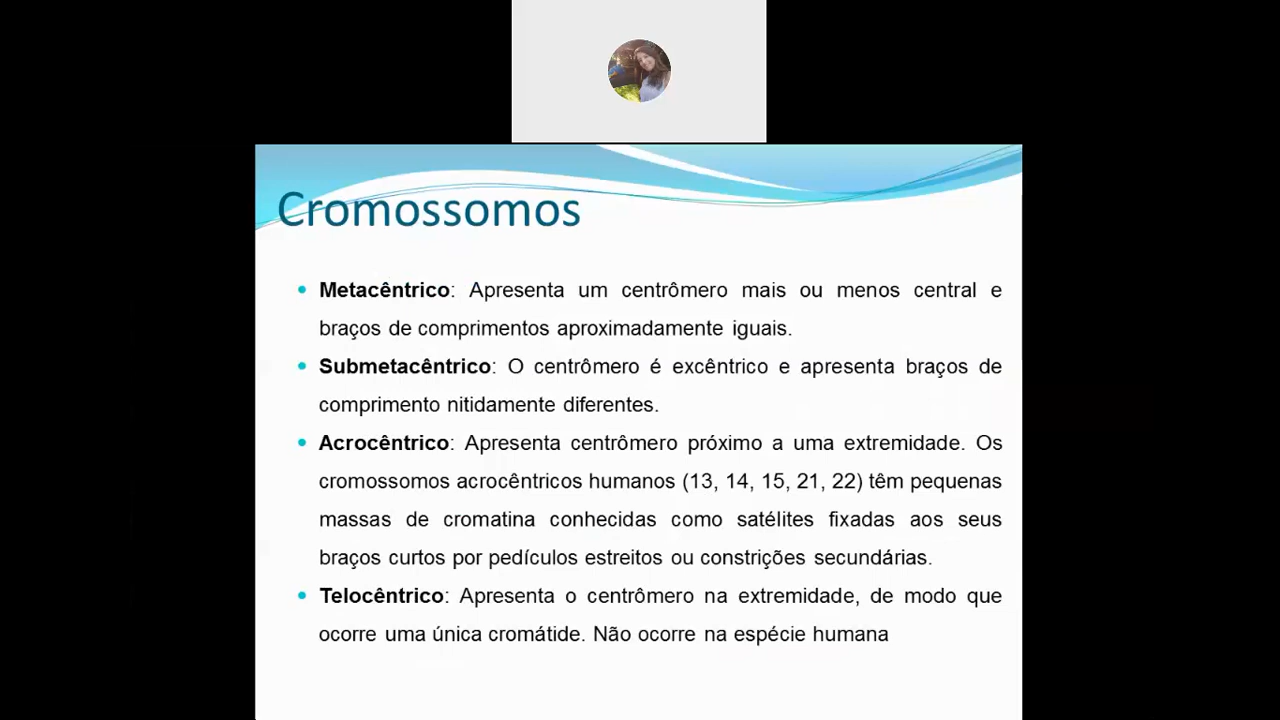 Cromossomos
• Metacêntrico: Apresenta um centrômero mais ou menos central e
braços de comprimentos aproximadamente iguais.
• Submetacêntrico: O centrômero é excêntrico e apresenta braços de
comprimento nitidamente diferentes.
• Acrocêntrico: Apresenta centrômero próximo a uma extremidade. Os
cromossomos acrocêntricos humanos (13, 14, 15, 21, 22) têm pequenas
massas de cromatina conhecidas como satélites fixadas aos seus
braços curtos por pedículos estreitos ou constrições secundárias.
• Telocêntrico: Apresenta o centrômero na extremidade, de modo que
ocorre uma única cromátide. Não ocorre na espécie humana